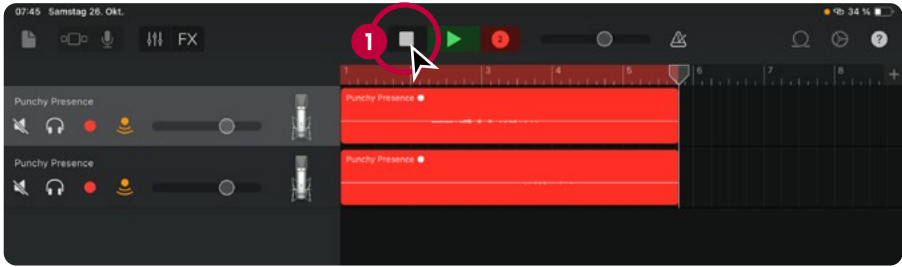 07:45 Samstag 26. Okt.
34 %
FX
1
2
?
1
3
4
5
6
7
8
+
Punchy Presence
Punchy Presence
Punchy Presence
Punchy Presence